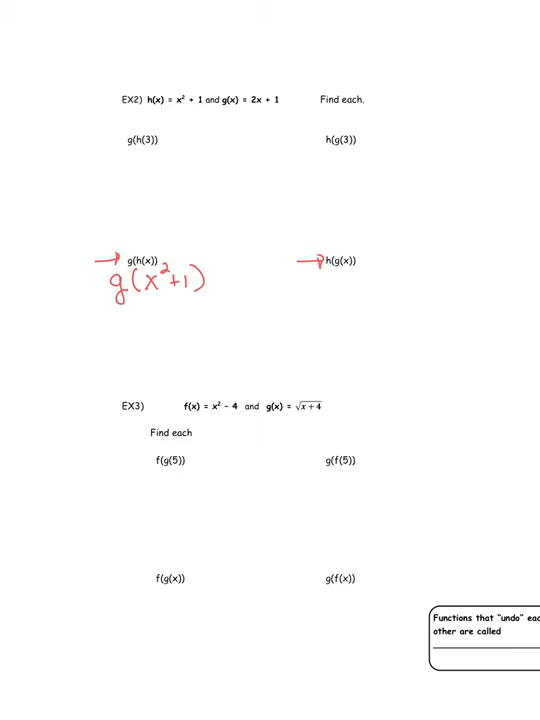 EX2) h(x) = x² + 1 and g(x) = 2x + 1 Find each.
g(h(3)) h(g(3))
g(h(x)) h(g(x))
g(x²+1)
EX3) f(x) = x² – 4 and g(x) = √x + 4
Find each
f(g(5)) g(f(5))
f(g(x)) g(f(x))
Functions that "undo" eac
other are called